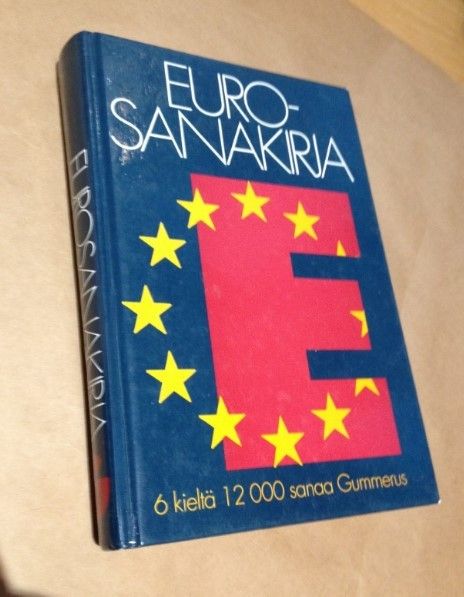 EURO-
SANAKIRJA
E
6 kieltä 12 000 sanaa Gummerus
EUROSANAKIRJA